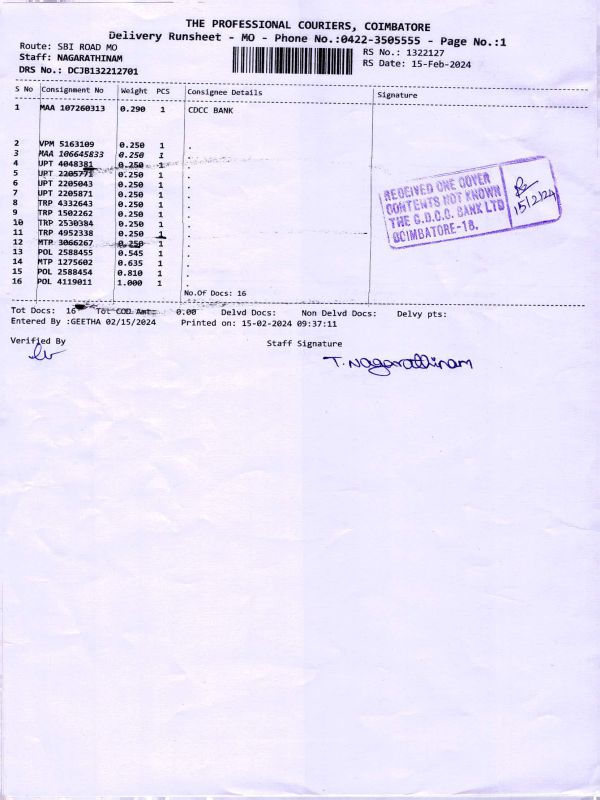 THE PROFESSIONAL COURIERS, COIMBATORE
Delivery Runsheet - MO - Phone No.:0422-3505555 - Page No.:1
Route: SBI ROAD MO RS No.: 1322127
Staff: NAGARATHINAM RS Date: 15-Feb-2024
DRS No.: DCJB132212701
S No Consignment No Weight PCS Consignee Details Signature
1 MAA 107260313 0.290 1 CDCC BANK
2 VPM 5163109 0.250 1 .
3 MAA 106645833 0.250 1 .
4 UPT 4048381 0.250 1 .
5 UPT 2205771 0.250 1 .
6 UPT 2205043 0.250 1 .
7 UPT 2205871 0.250 1 .
8 TRP 4332643 0.250 1 .
9 TRP 1502262 0.250 1 .
10 TRP 2530384 0.250 1 .
11 TRP 4952338 0.250 1 .
12 MTP 3066267 0.250 1 .
13 POL 2588455 0.545 1 .
14 MTP 1275602 0.635 1 .
15 POL 2588454 0.810 1 .
16 POL 4119011 1.000 1 .
No.Of Docs: 16
RECEIVED ONE COVER
CONTENTS NOT KNOWN
THE C.D.C.C. BANK LTD
COIMBATORE-18.
15/2/24
Tot Docs: 16 Tot COD Amt: 0.00 Delvd Docs: Non Delvd Docs: Delvy pts:
Entered By :GEETHA 02/15/2024 Printed on: 15-02-2024 09:37:11
Verified By Staff Signature
T. Nagarathinam